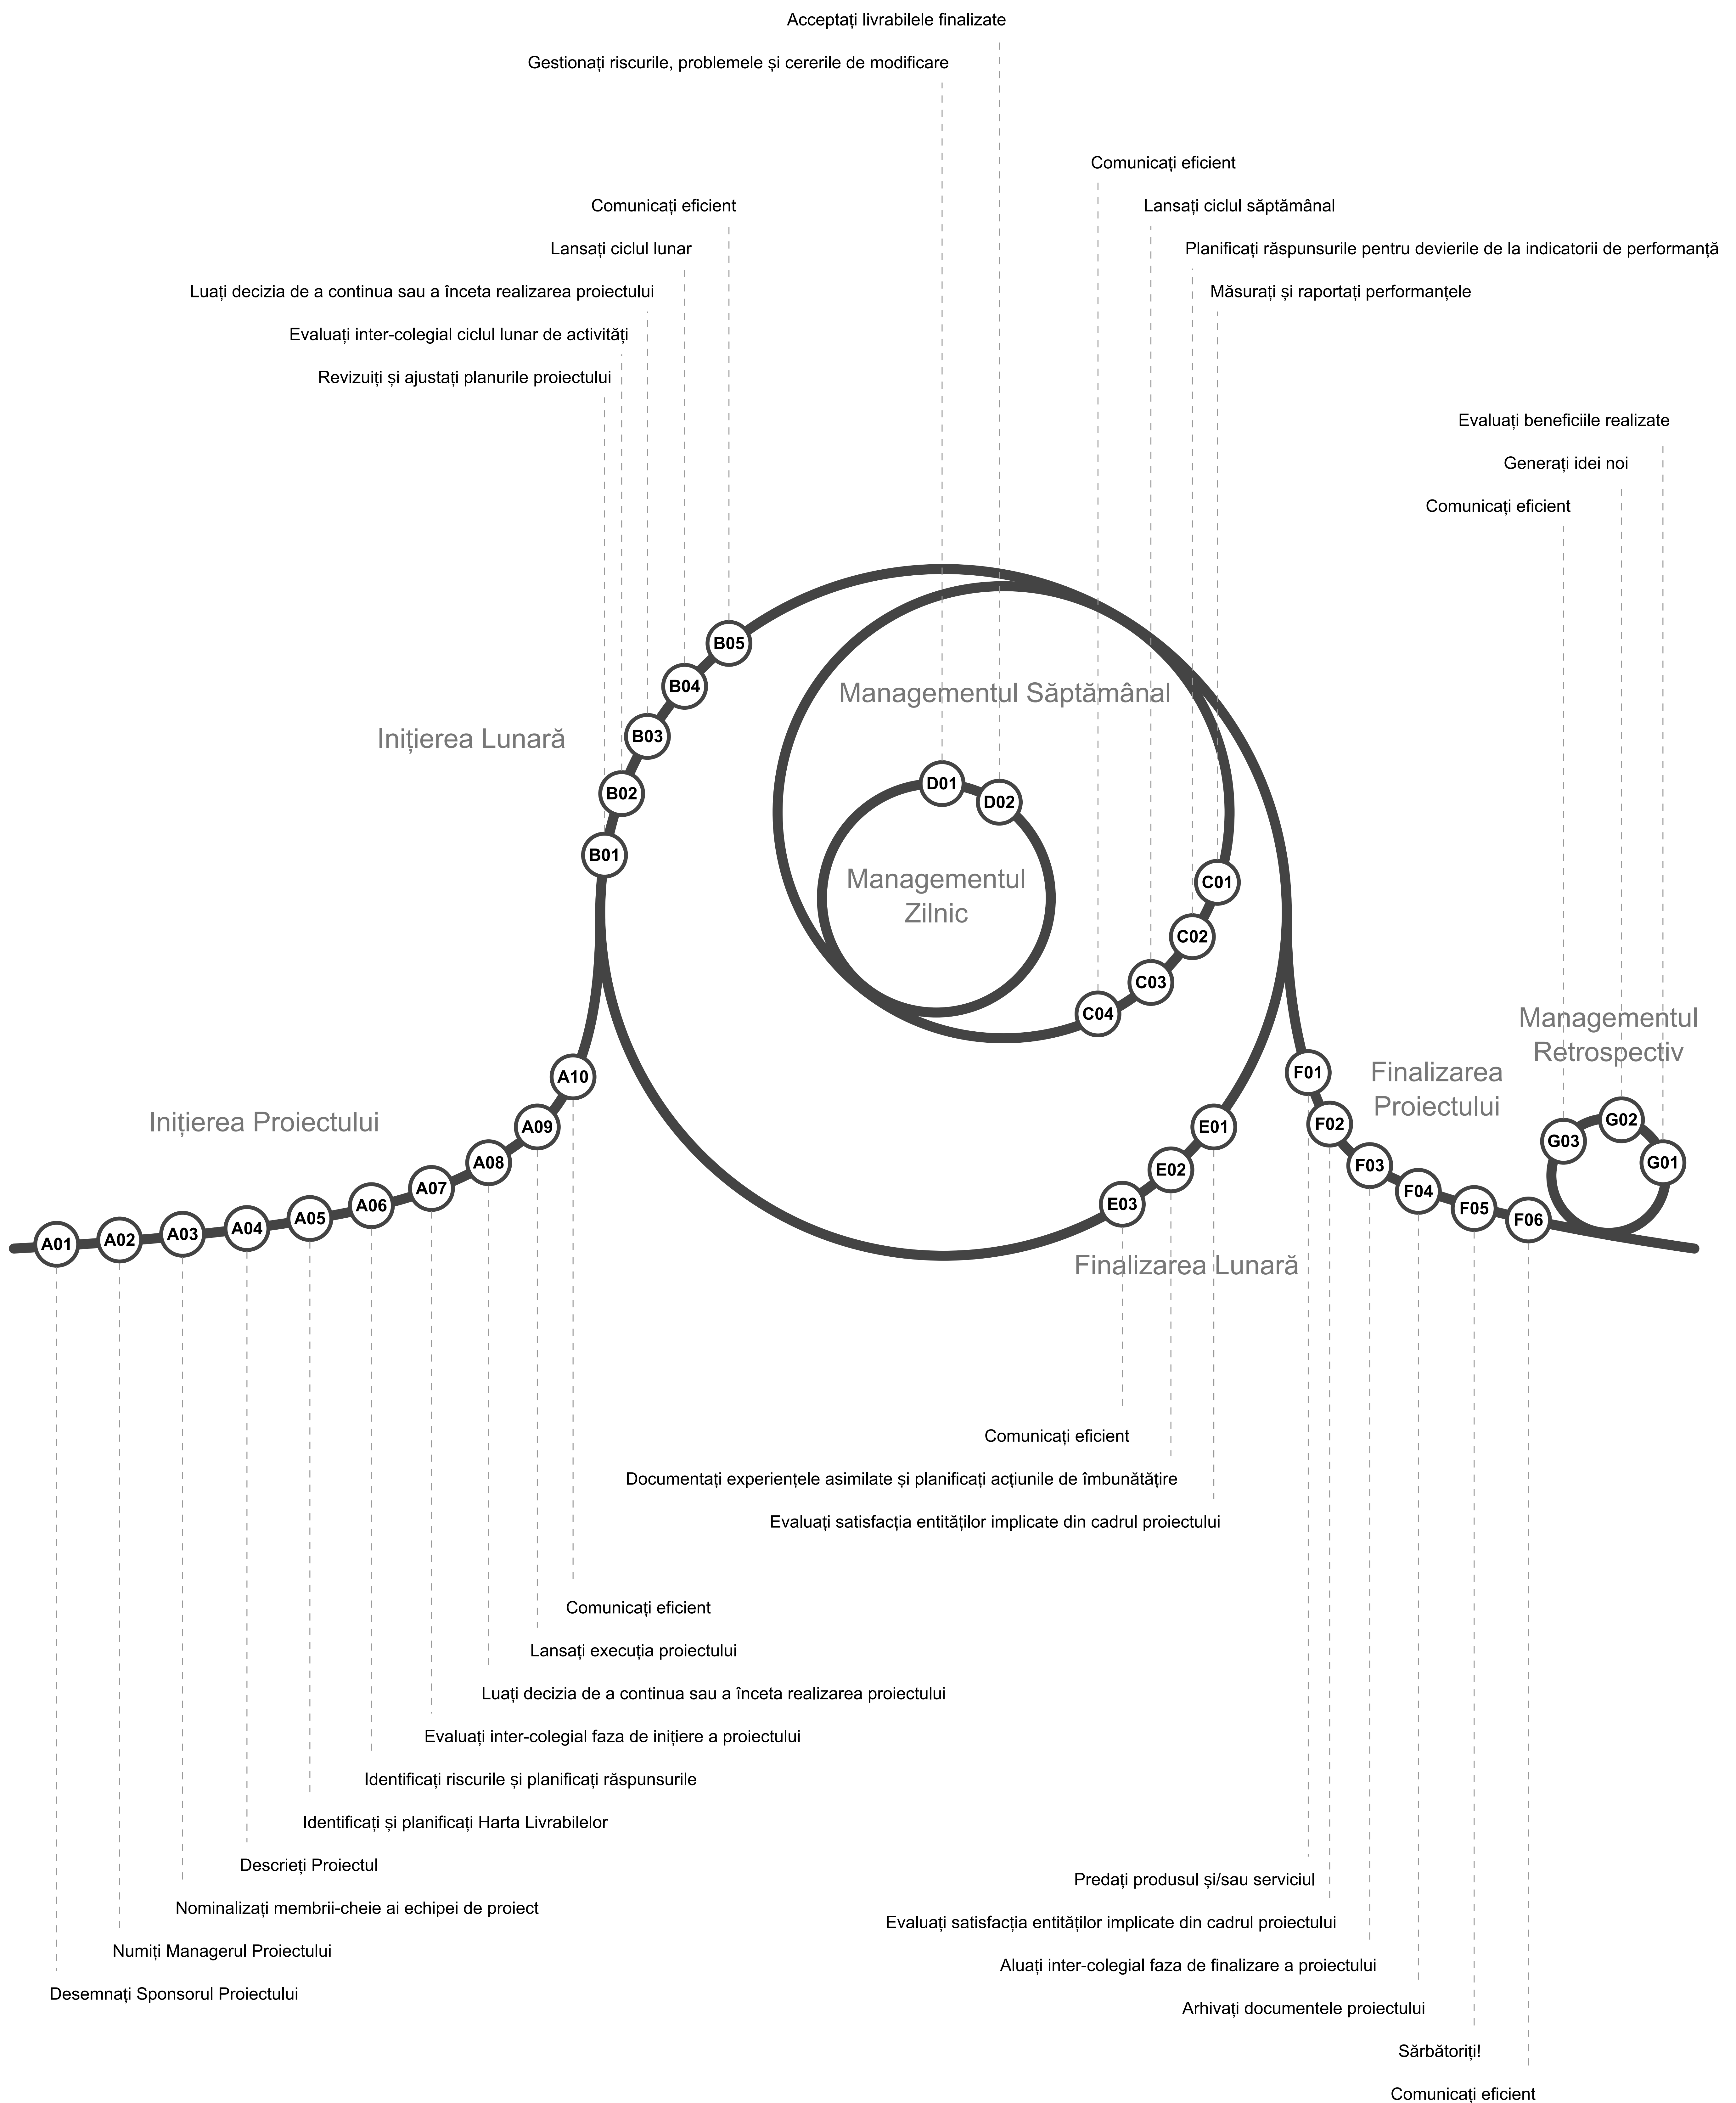 Acceptați livrabilele finalizate
Gestionați riscurile, problemele și cererile de modificare
Comunicați eficient
Comunicați eficient
Lansați ciclul săptămânal
Lansați ciclul lunar
Planificați răspunsurile pentru devierile de la indicatorii de performanță
Luați decizia de a continua sau a înceta realizarea proiectului
Măsurați și raportați performanțele
Evaluați inter-colegial ciclul lunar de activități
Revizuiți și ajustați planurile proiectului
Evaluați beneficiile realizate
Generați idei noi
Comunicați eficient
B05
B04
Managementul Săptămânal
B03
Inițierea Lunară
D01
B02
D02
B01
Managementul
Zilnic
C01
C02
C03
C04
Managementul
Retrospectiv
F01
A10
Finalizarea
Proiectului
Inițierea Proiectului
A09
E01
F02
G02
G03
A08
E02
F03
G01
A07
F04
A06
E03
F05
A05
F06
A04
A03
A02
A01
Finalizarea Lunară
Comunicați eficient
Documentați experiențele asimilate și planificați acțiunile de îmbunătățire
Evaluați satisfacția entităților implicate din cadrul proiectului
Comunicați eficient
Lansați execuția proiectului
Luați decizia de a continua sau a înceta realizarea proiectului
Evaluați inter-colegial faza de inițiere a proiectului
Identificați riscurile și planificați răspunsurile
Identificați și planificați Harta Livrabilelor
Descrieți Proiectul
Predați produsul și/sau serviciul
Nominalizați membrii-cheie ai echipei de proiect
Evaluați satisfacția entităților implicate din cadrul proiectului
Numiți Managerul Proiectului
Aluați inter-colegial faza de finalizare a proiectului
Desemnați Sponsorul Proiectului
Arhivați documentele proiectului
Sărbătoriți!
Comunicați eficient